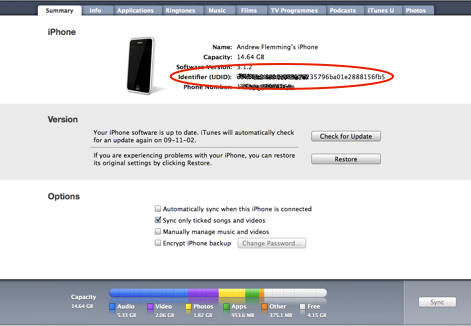 Summary Info Applications Ringtones Music Films TV Programmes Podcasts iTunes U Photos
iPhone
Name: Andrew Flemming's iPhone
Capacity: 14.64 GB
Software Version: 3.1.2
Identifier (UDID):
Phone Number:
Version
Your iPhone software is up to date. iTunes will automatically check
for an update again on 09-11-02.
Check for Update
If you are experiencing problems with your iPhone, you can restore
its original settings by clicking Restore.
Restore
Options
Automatically sync when this iPhone is connected
Sync only ticked songs and videos
Manually manage music and videos
Encrypt iPhone backup Change Password...
Capacity
14.64 GB
Audio Video Photos Apps Other Free
5.33 GB 2.06 GB 1.82 GB 953.6 MB 375.1 MB 4.15 GB
Sync